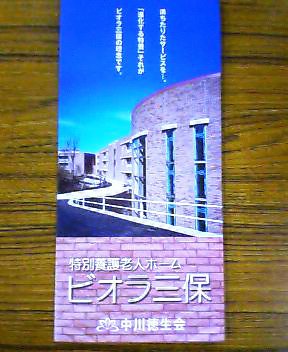 満ちたりたサービスを…。
「進化する特養」それが
ビオラ三保の理念です。
特別養護老人ホーム
ビオラ三保
中川徳生会